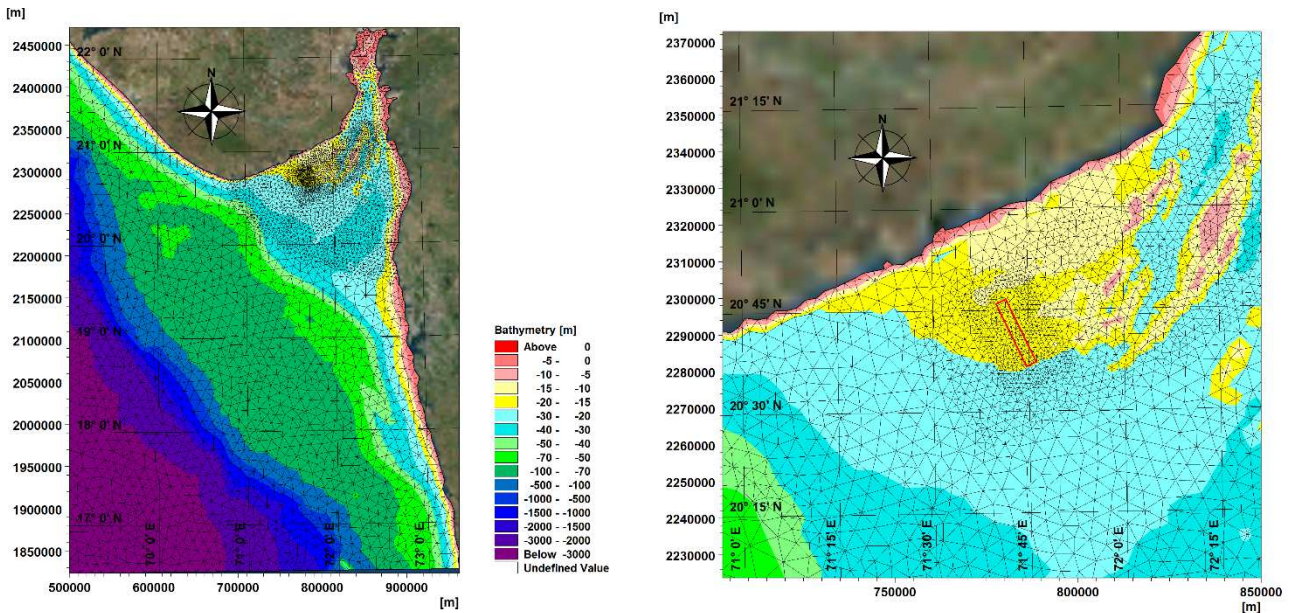 [m]
2450000
2400000
2350000
2300000
2250000
2200000
2150000
2100000
2050000
2000000
1950000
1900000
1850000
22° 0' N
21° 0' N
20° 0' N
19° 0' N
18° 0' N
17° 0' N
N
70° 0' E
71° 0' E
72° 0' E
73° 0' E
500000
600000
700000
800000
900000
[m]
Bathymetry [m]
Above 0
-5 - 0
-10 - -5
-15 - -10
-20 - -15
-30 - -20
-40 - -30
-50 - -40
-70 - -50
-100 - -70
-500 - -100
-1000 - -500
-1500 - -1000
-2000 - -1500
-3000 - -2000
Below -3000
Undefined Value
[m]
2370000
2360000
2350000
2340000
2330000
2320000
2310000
2300000
2290000
2280000
2270000
2260000
2250000
2240000
2230000
21° 15' N
21° 0' N
20° 45' N
20° 30' N
20° 15' N
N
71° 0' E
71° 15' E
71° 30' E
71° 45' E
72° 0' E
72° 15' E
750000
800000
850000
[m]